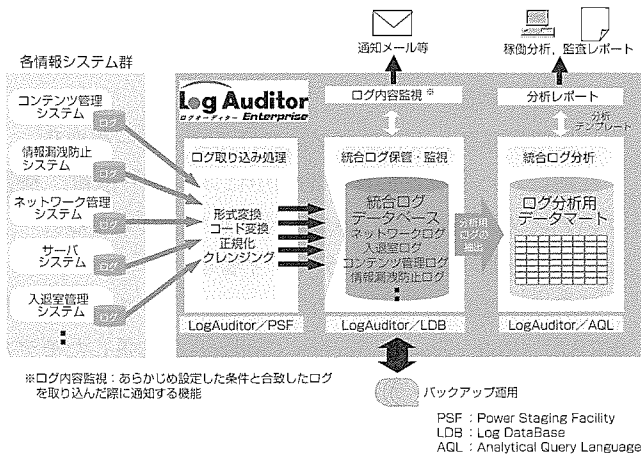 通知メール等
稼働分析，監査レポート
各情報システム群
コンテンツ管理
システム
ログ
情報漏洩防止
システム
ログ
ネットワーク管理
システム
ログ
サーバ
システム
ログ
入退室管理
システム
ログ
Log Auditor
ログオーディター Enterprise
ログ取り込み処理
形式変換
コード変換
正規化
クレンジング
LogAuditor／PSF
ログ内容監視※
統合ログ保管・監視
統合ログ
データベース
ネットワークログ
入退室ログ
コンテンツ管理ログ
情報漏洩防止ログ
LogAuditor／LDB
分析用
ログの
抽出
分析レポート
分析
テンプレート
統合ログ分析
ログ分析用
データマート
LogAuditor／AQL
※ログ内容監視：あらかじめ設定した条件と合致したログ
を取り込んだ際に通知する機能
バックアップ運用
PSF：Power Staging Facility
LDB：Log DataBase
AQL：Analytical Query Language